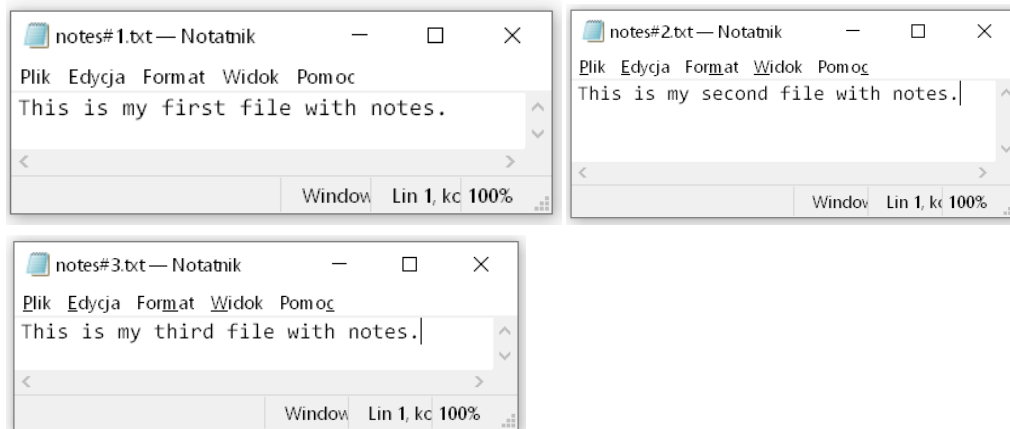 notes#1.txt — Notatnik
Plik Edycja Format Widok Pomoc
This is my first file with notes.
Window Lin 1, kc 100%
notes#2.txt — Notatnik
Plik Edycja Format Widok Pomoc
This is my second file with notes.
Window Lin 1, kc 100%
notes#3.txt — Notatnik
Plik Edycja Format Widok Pomoc
This is my third file with notes.
Window Lin 1, kc 100%